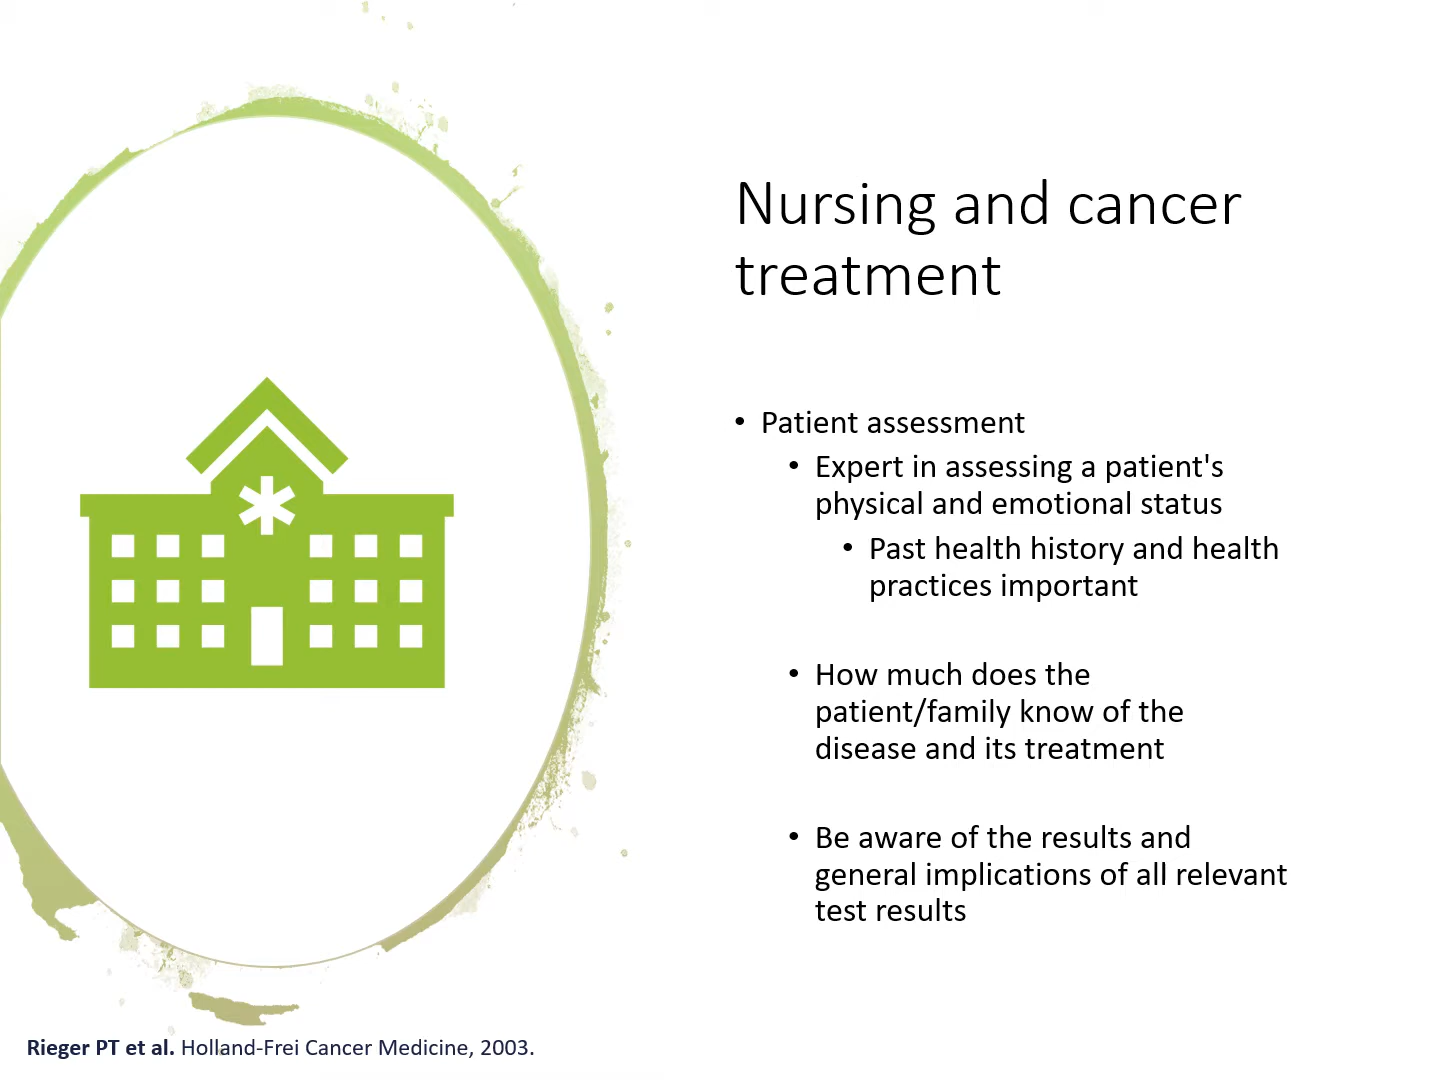 Nursing and cancer
treatment
• Patient assessment
• Expert in assessing a patient's
physical and emotional status
• Past health history and health
practices important
• How much does the
patient/family know of the
disease and its treatment
• Be aware of the results and
general implications of all relevant
test results
Rieger PT et al. Holland-Frei Cancer Medicine, 2003.